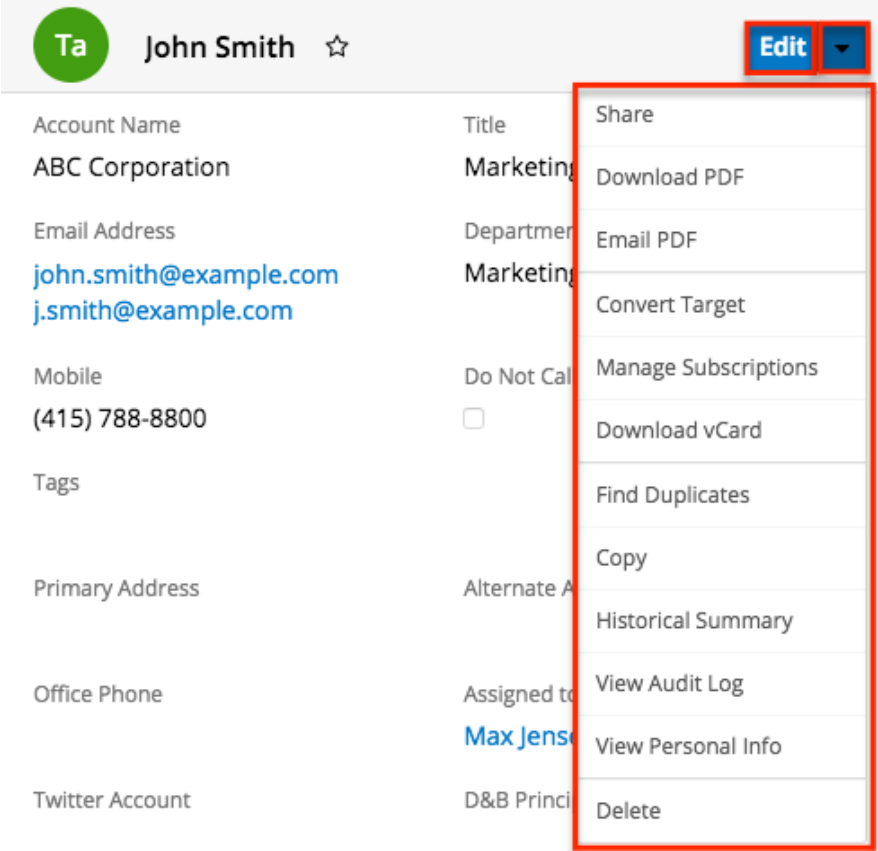 Ta
John Smith
Edit
Account Name
ABC Corporation
Title
Marketing
Email Address
john.smith@example.com
j.smith@example.com
Departmen
Marketing
Mobile
(415) 788-8800
Do Not Cal
Tags
Primary Address
Alternate A
Office Phone
Assigned to
Max Jense
Twitter Account
D&B Princi
Share
Download PDF
Email PDF
Convert Target
Manage Subscriptions
Download vCard
Find Duplicates
Copy
Historical Summary
View Audit Log
View Personal Info
Delete